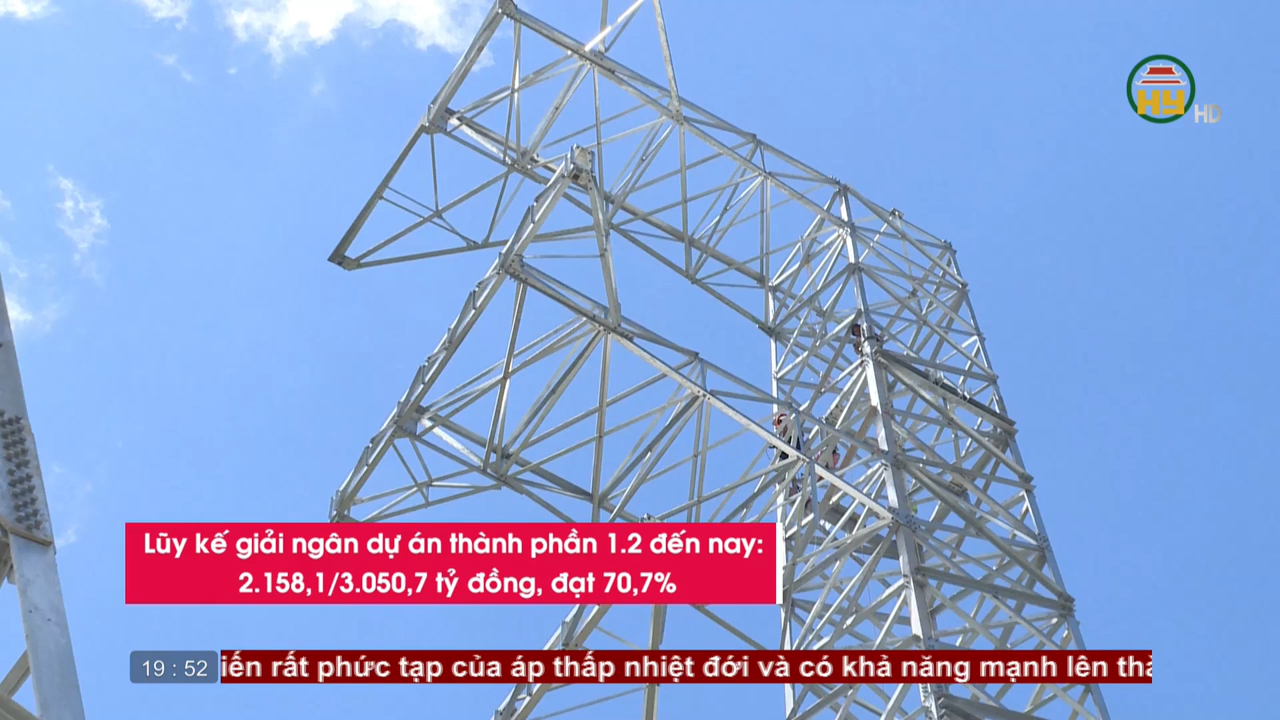 HY
HD
Lũy kế giải ngân dự án thành phần 1.2 đến nay:
2.158,1/3.050,7 tỷ đồng, đạt 70,7%
19 : 52
iến rất phức tạp của áp thấp nhiệt đới và có khả năng mạnh lên